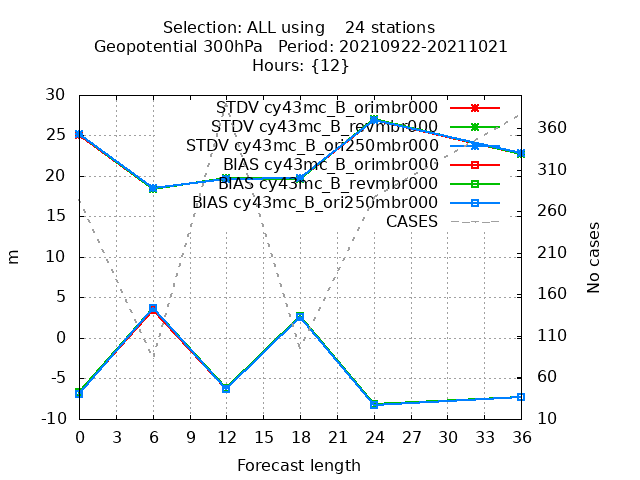 Selection: ALL using    24 stations
Geopotential 300hPa   Period: 20210922-20211021
Hours: {12}
STDV cy43mc_B_orimbr000
STDV cy43mc_B_revmbr000
STDV cy43mc_B_ori250mbr000
BIAS cy43mc_B_orimbr000
BIAS cy43mc_B_revmbr000
BIAS cy43mc_B_ori250mbr000
CASES
30
25
20
15
10
5
0
-5
-10
m
360
310
260
210
160
110
60
10
No cases
0 3 6 9 12 15 18 21 24 27 30 33 36
Forecast length